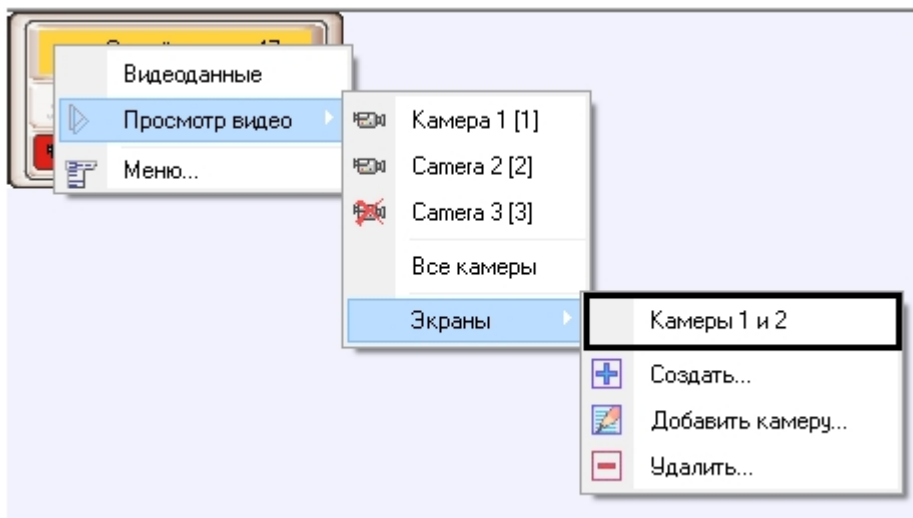 Видеоданные
Просмотр видео
Меню...
Камера 1 [1]
Camera 2 [2]
Camera 3 [3]
Все камеры
Экраны
Камеры 1 и 2
Создать...
Добавить камеру...
Удалить...